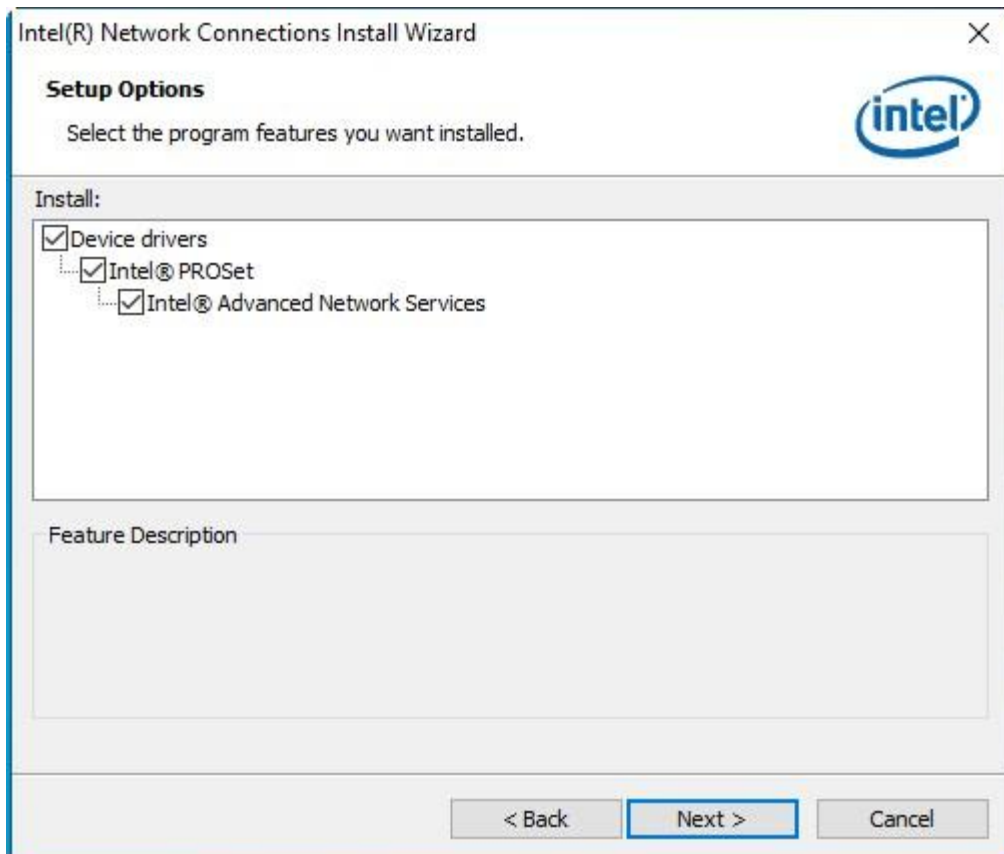 Intel(R) Network Connections Install Wizard
Setup Options
Select the program features you want installed.
intel
Install:
Device drivers
Intel® PROSet
Intel® Advanced Network Services
Feature Description
< Back
Next >
Cancel